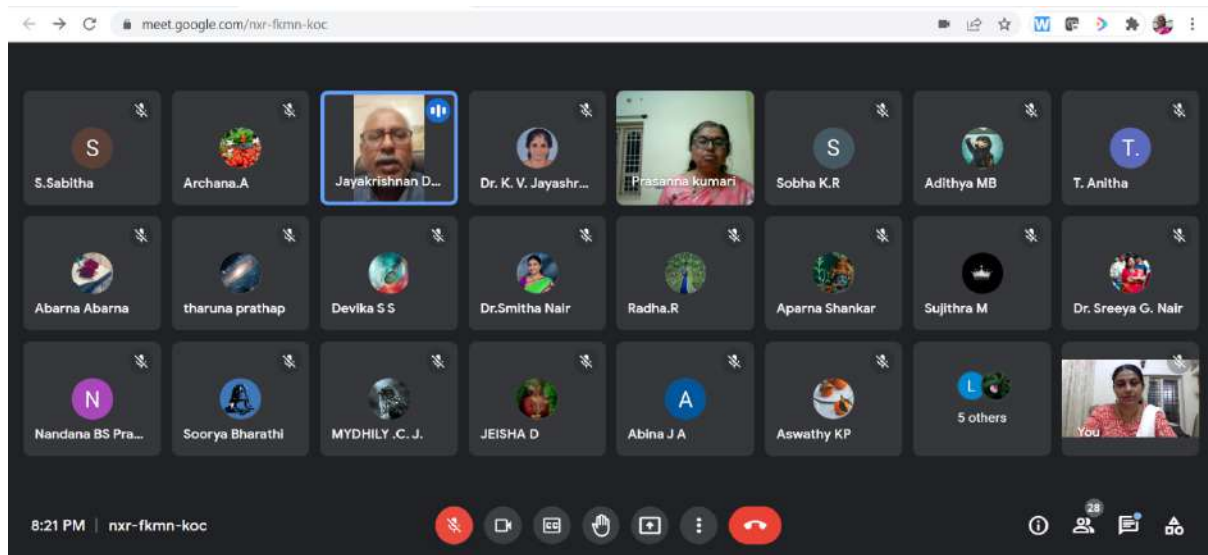 meet.google.com/nxr-fkmn-koc
S
S.Sabitha
Archana.A
Jayakrishnan D...
Dr. K. V. Jayashr...
Prasanna kumari
S
Sobha K.R
Adithya MB
T.
T. Anitha
Abarna Abarna
tharuna prathap
Devika S S
Dr.Smitha Nair
Radha.R
Aparna Shankar
Sujithra M
Dr. Sreeya G. Nair
N
Nandana BS Pra...
Soorya Bharathi
MYDHILY .C. J.
JEISHA D
A
Abina J A
Aswathy KP
L
5 others
You
8:21 PM | nxr-fkmn-koc
CC
28